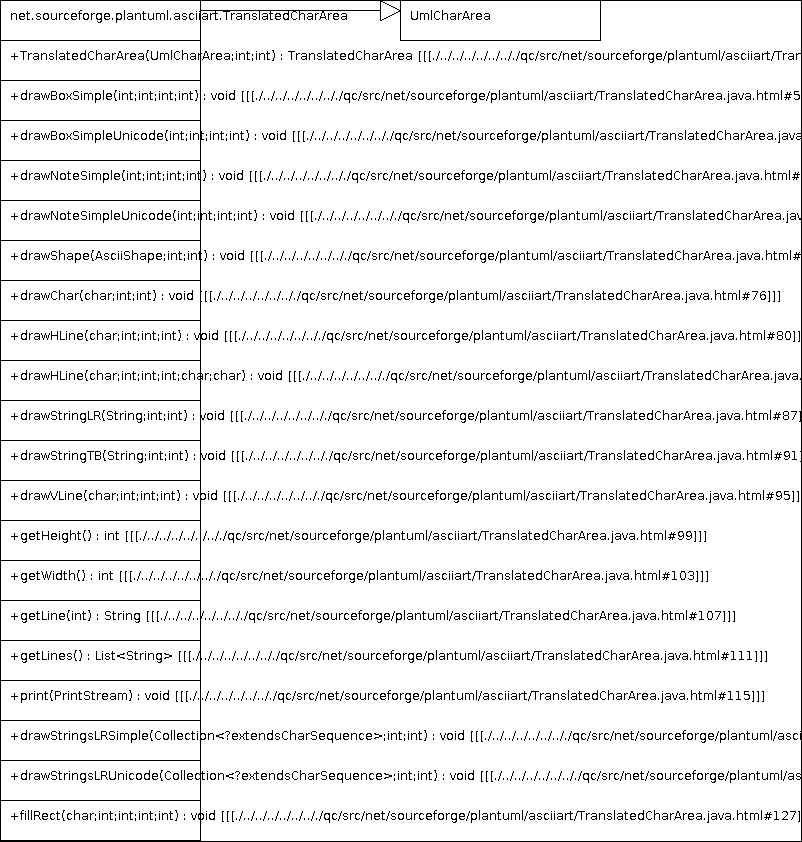 net.sourceforge.plantuml.asciiart.TranslatedCharArea
UmlCharArea
+TranslatedCharArea(UmlCharArea;int;int) : TranslatedCharArea [[[./../../../../../../qc/src/net/sourceforge/plantuml/asciiart/Tran
+drawBoxSimple(int;int;int;int) : void [[[./../../../../../../qc/src/net/sourceforge/plantuml/asciiart/TranslatedCharArea.java.html#5
+drawBoxSimpleUnicode(int;int;int;int) : void [[[./../../../../../../qc/src/net/sourceforge/plantuml/asciiart/TranslatedCharArea.java
+drawNoteSimple(int;int;int;int) : void [[[./../../../../../../qc/src/net/sourceforge/plantuml/asciiart/TranslatedCharArea.java.html#
+drawNoteSimpleUnicode(int;int;int;int) : void [[[./../../../../../../qc/src/net/sourceforge/plantuml/asciiart/TranslatedCharArea.jav
+drawShape(AsciiShape;int;int) : void [[[./../../../../../../qc/src/net/sourceforge/plantuml/asciiart/TranslatedCharArea.java.html#
+drawChar(char;int;int) : void [[[./../../../../../../qc/src/net/sourceforge/plantuml/asciiart/TranslatedCharArea.java.html#76]]]
+drawHLine(char;int;int;int) : void [[[./../../../../../../qc/src/net/sourceforge/plantuml/asciiart/TranslatedCharArea.java.html#80]]
+drawHLine(char;int;int;int;char;char) : void [[[./../../../../../../qc/src/net/sourceforge/plantuml/asciiart/TranslatedCharArea.java.
+drawStringLR(String;int;int) : void [[[./../../../../../../qc/src/net/sourceforge/plantuml/asciiart/TranslatedCharArea.java.html#87]
+drawStringTB(String;int;int) : void [[[./../../../../../../qc/src/net/sourceforge/plantuml/asciiart/TranslatedCharArea.java.html#91]
+drawVLine(char;int;int;int) : void [[[./../../../../../../qc/src/net/sourceforge/plantuml/asciiart/TranslatedCharArea.java.html#95]]
+getHeight() : int [[[./../../../../../../qc/src/net/sourceforge/plantuml/asciiart/TranslatedCharArea.java.html#99]]]
+getWidth() : int [[[./../../../../../../qc/src/net/sourceforge/plantuml/asciiart/TranslatedCharArea.java.html#103]]]
+getLine(int) : String [[[./../../../../../../qc/src/net/sourceforge/plantuml/asciiart/TranslatedCharArea.java.html#107]]]
+getLines() : List<String> [[[./../../../../../../qc/src/net/sourceforge/plantuml/asciiart/TranslatedCharArea.java.html#111]]]
+print(PrintStream) : void [[[./../../../../../../qc/src/net/sourceforge/plantuml/asciiart/TranslatedCharArea.java.html#115]]]
+drawStringsLRSimple(Collection<?extendsCharSequence>;int;int) : void [[[./../../../../../../qc/src/net/sourceforge/plantuml/asci
+drawStringsLRUnicode(Collection<?extendsCharSequence>;int;int) : void [[[./../../../../../../qc/src/net/sourceforge/plantuml/as
+fillRect(char;int;int;int;int) : void [[[./../../../../../../qc/src/net/sourceforge/plantuml/asciiart/TranslatedCharArea.java.html#127]